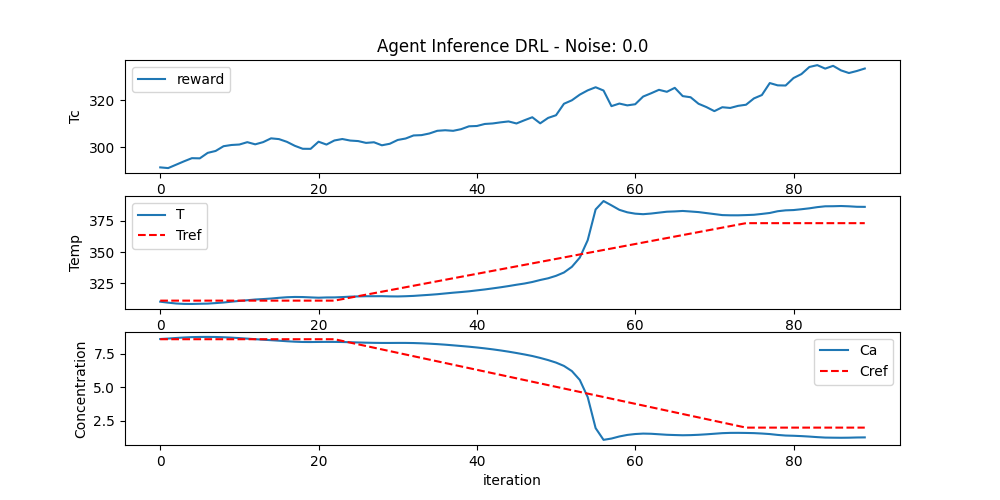 Agent Inference DRL - Noise: 0.0
reward
Tc
320
300
0 20 40 60 80
T
Tref
Temp
375
350
325
0 20 40 60 80
Ca
Cref
Concentration
7.5
5.0
2.5
0 20 40 60 80
iteration